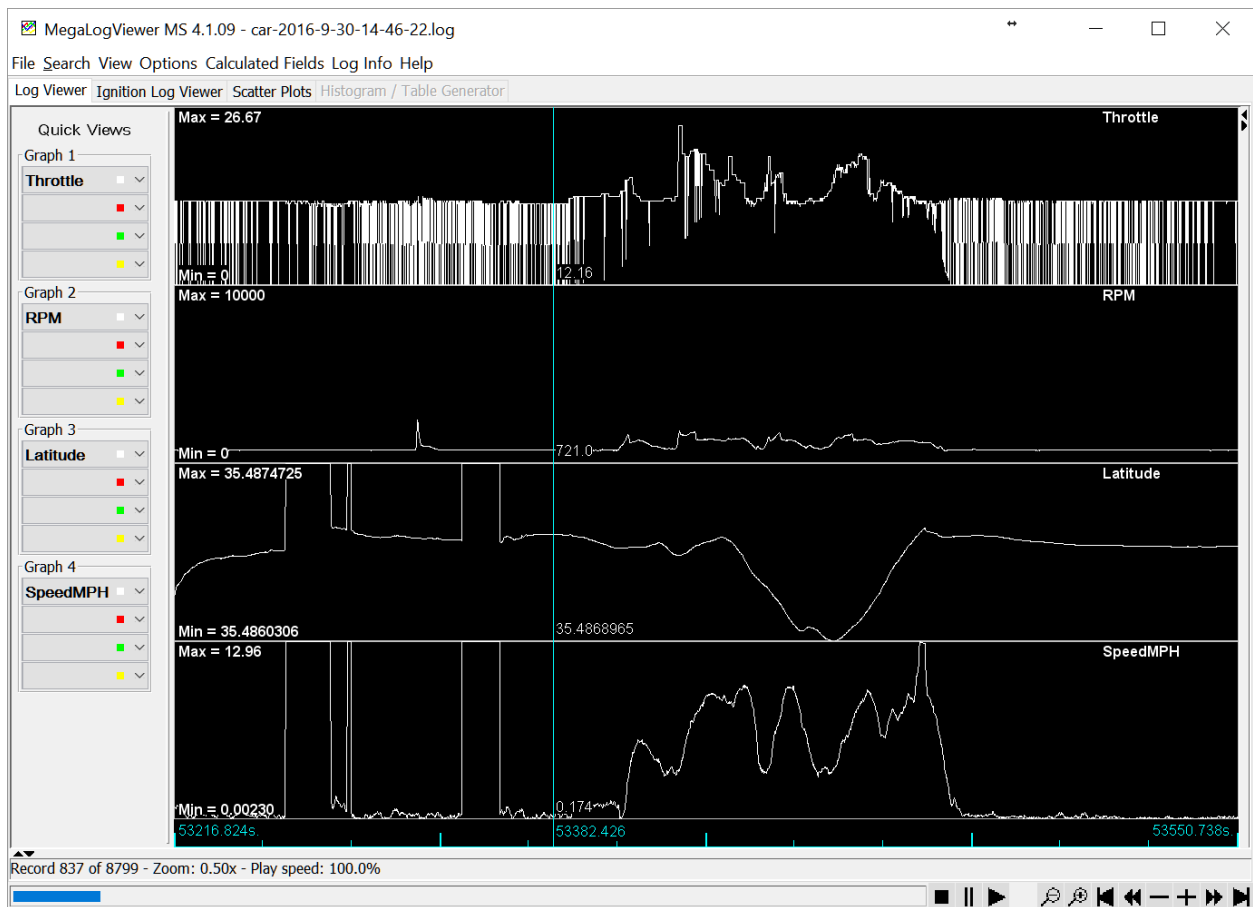 MegaLogViewer MS 4.1.09 - car-2016-9-30-14-46-22.log
File Search View Options Calculated Fields Log Info Help
Log Viewer Ignition Log Viewer Scatter Plots Histogram / Table Generator
Quick Views
Graph 1
Throttle
Graph 2
RPM
Graph 3
Latitude
Graph 4
SpeedMPH
Max = 26.67 Throttle
Min = 0 12.16
Max = 10000 RPM
Min = 0 721.0
Max = 35.4874725 Latitude
Min = 35.4860306 35.4868965
Max = 12.96 SpeedMPH
Min = 0.00230 0.174
53216.824s. 53382.426 53550.738s.
Record 837 of 8799 - Zoom: 0.50x - Play speed: 100.0%